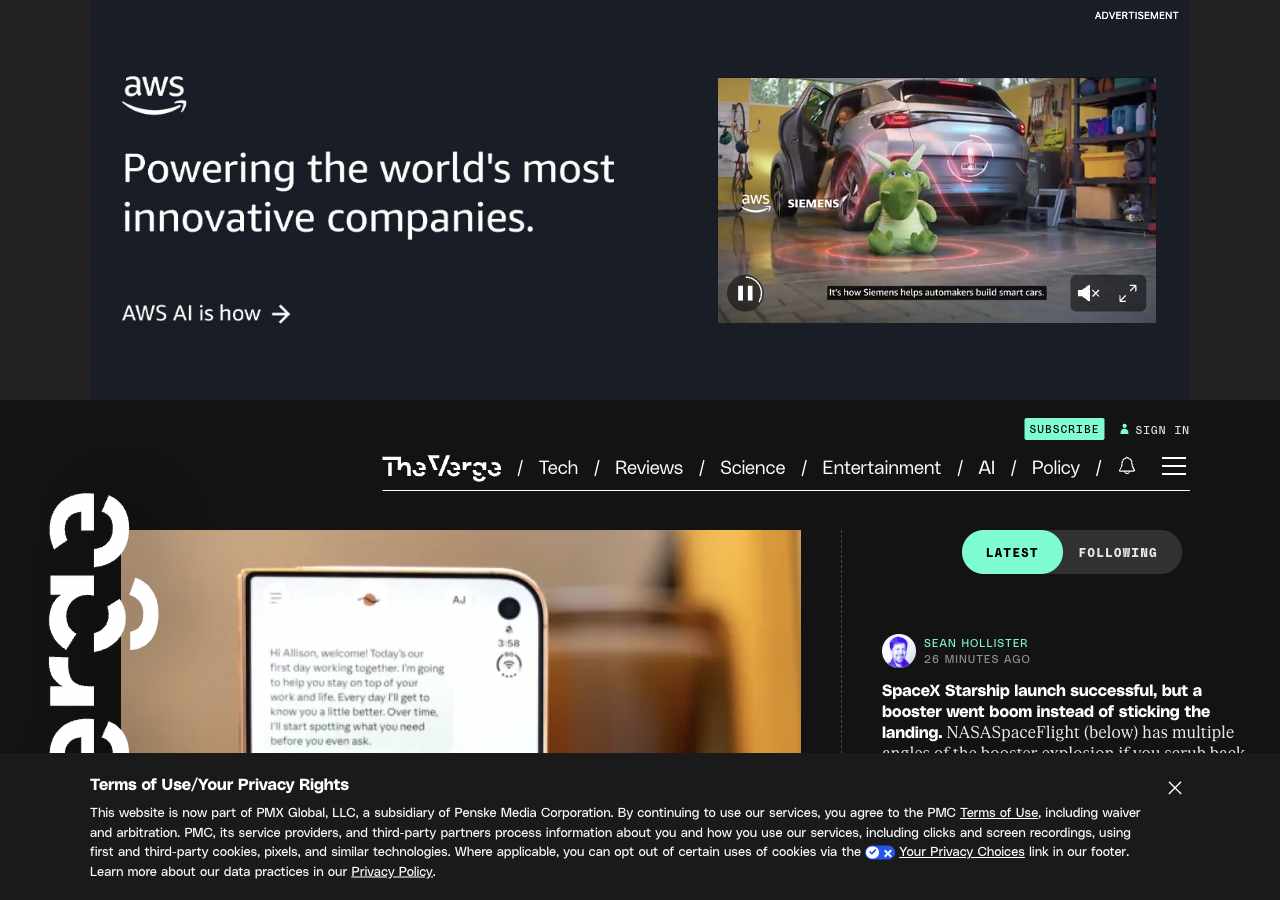 ADVERTISEMENT
aws
Powering the world's most
innovative companies.
AWS AI is how
aws SIEMENS
It's how Siemens helps automakers build smart cars.
SUBSCRIBE SIGN IN
The Verge / Tech / Reviews / Science / Entertainment / AI / Policy /
LATEST FOLLOWING
AJ
3:58
Hi Allison, welcome! Today's our
first day working together. I'm going
to help you stay on top of your
work and life. Every day I'll get to
know you a little better. Over time,
I'll start spotting what you need
before you even ask.
SEAN HOLLISTER
26 MINUTES AGO
SpaceX Starship launch successful, but a
booster went boom instead of sticking the
landing. NASASpaceFlight (below) has multiple
angles of the booster explosion if you scrub back
erge
Terms of Use/Your Privacy Rights
This website is now part of PMX Global, LLC, a subsidiary of Penske Media Corporation. By continuing to use our services, you agree to the PMC Terms of Use, including waiver
and arbitration. PMC, its service providers, and third-party partners process information about you and how you use our services, including clicks and screen recordings, using
first and third-party cookies, pixels, and similar technologies. Where applicable, you can opt out of certain uses of cookies via the Your Privacy Choices link in our footer.
Learn more about our data practices in our Privacy Policy.